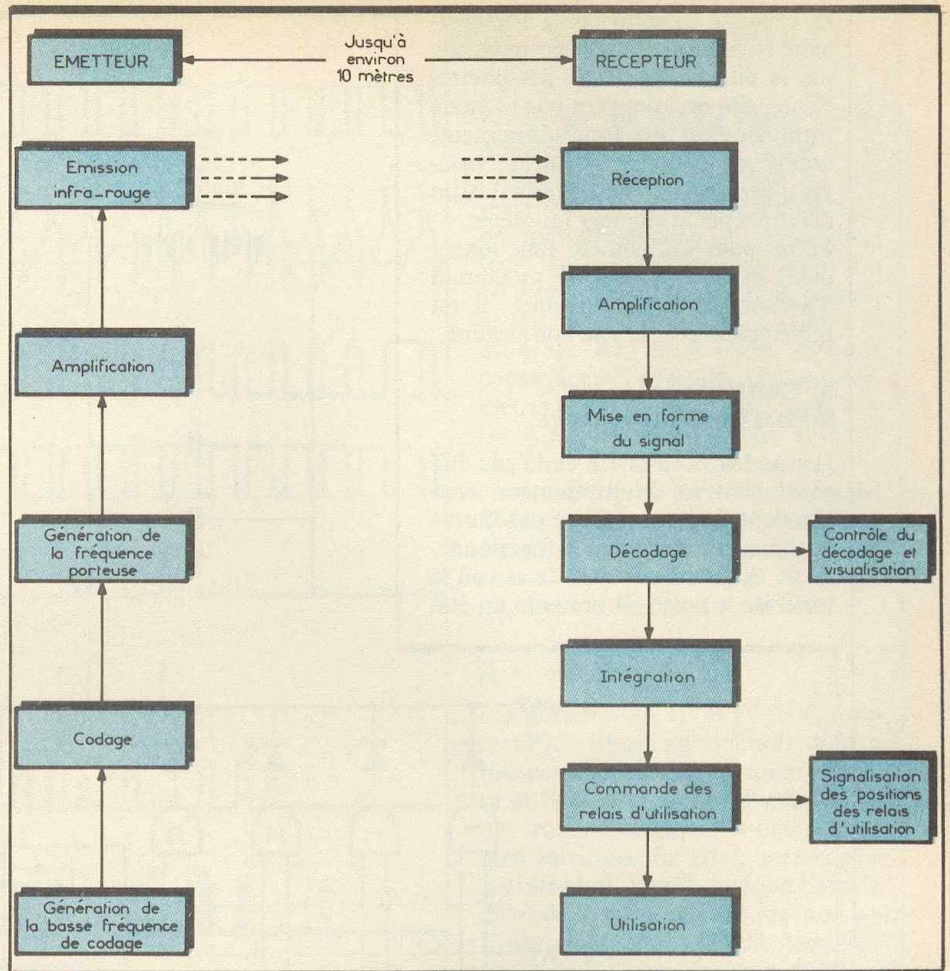 EMETTEUR
Jusqu'à
environ
10 mètres
RECEPTEUR
Emission
infra-rouge
Réception
Amplification
Amplification
Mise en forme
du signal
Génération de
la fréquence
porteuse
Décodage
Contrôle du
décodage et
visualisation
Intégration
Codage
Commande des
relais d'utilisation
Signalisation
des positions
des relais
d'utilisation
Génération de
la basse fréquence
de codage
Utilisation